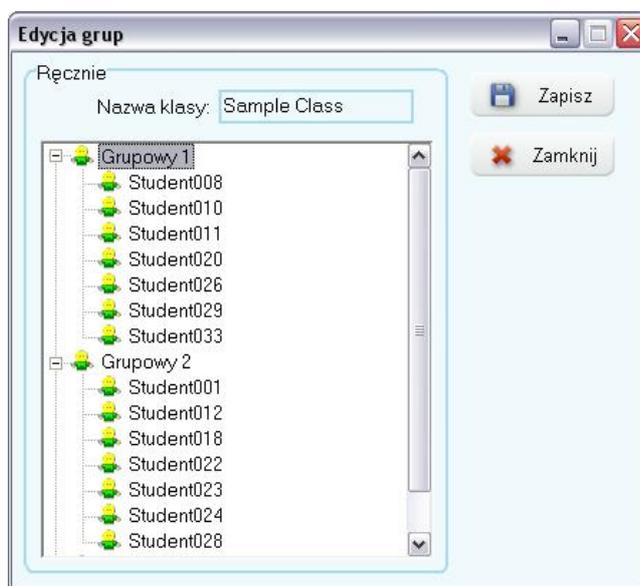 Edycja grup
Ręcznie
Nazwa klasy: Sample Class
Zapisz
Zamknij
Grupowy 1
Student008
Student010
Student011
Student020
Student026
Student029
Student033
Grupowy 2
Student001
Student012
Student018
Student022
Student023
Student024
Student028